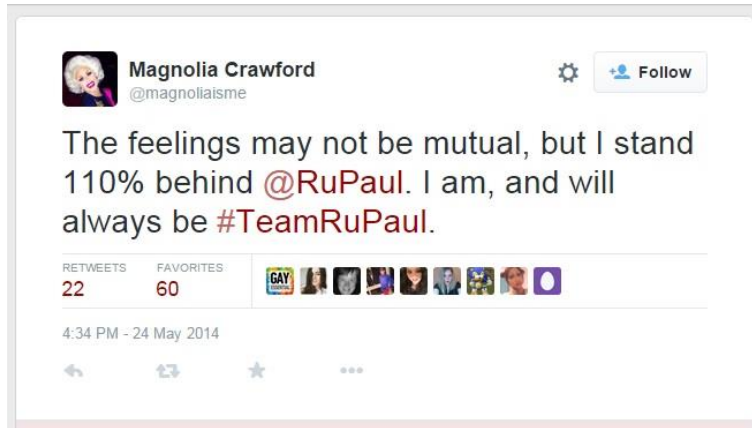 Magnolia Crawford
@magnoliaisme
Follow
The feelings may not be mutual, but I stand
110% behind @RuPaul. I am, and will
always be #TeamRuPaul.
RETWEETS FAVORITES
22 60
GAY
4:34 PM - 24 May 2014